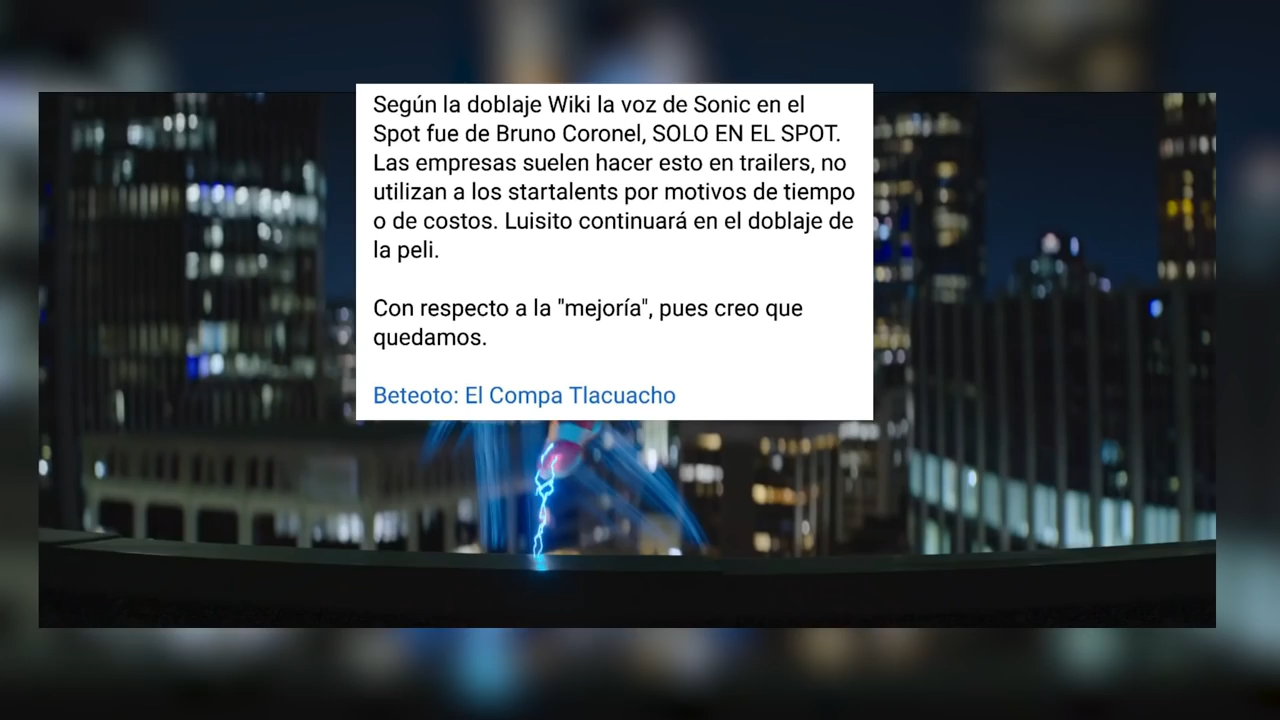 Según la doblaje Wiki la voz de Sonic en el
Spot fue de Bruno Coronel, SOLO EN EL SPOT.
Las empresas suelen hacer esto en trailers, no
utilizan a los startalents por motivos de tiempo
o de costos. Luisito continuará en el doblaje de
la peli.
Con respecto a la "mejoría", pues creo que
quedamos.
Beteoto: El Compa Tlacuacho